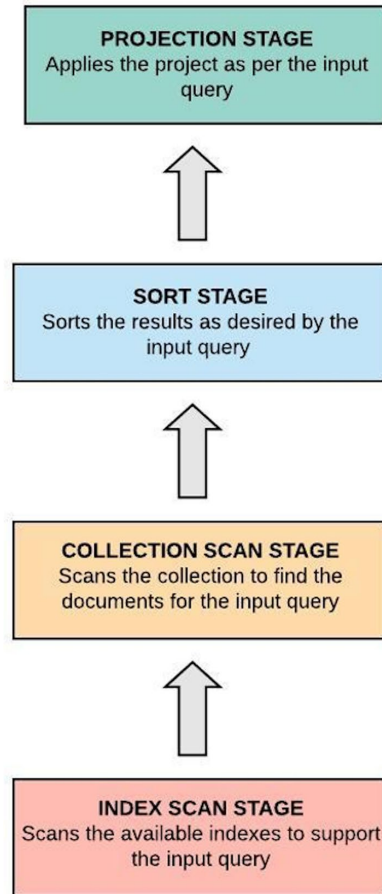 PROJECTION STAGE
Applies the project as per the input
query
SORT STAGE
Sorts the results as desired by the
input query
COLLECTION SCAN STAGE
Scans the collection to find the
documents for the input query
INDEX SCAN STAGE
Scans the available indexes to support
the input query